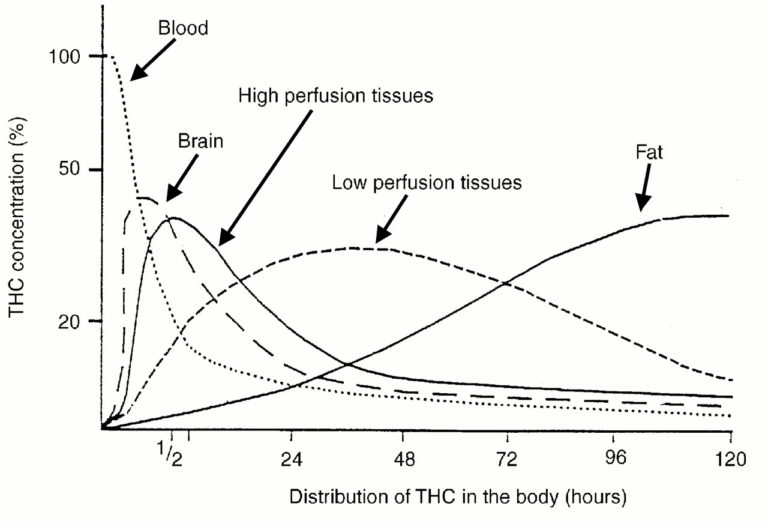 Blood
100
High perfusion tissues
Brain
50
Fat
Low perfusion tissues
THC concentration (%)
20
1/2
24
48
72
96
120
Distribution of THC in the body (hours)